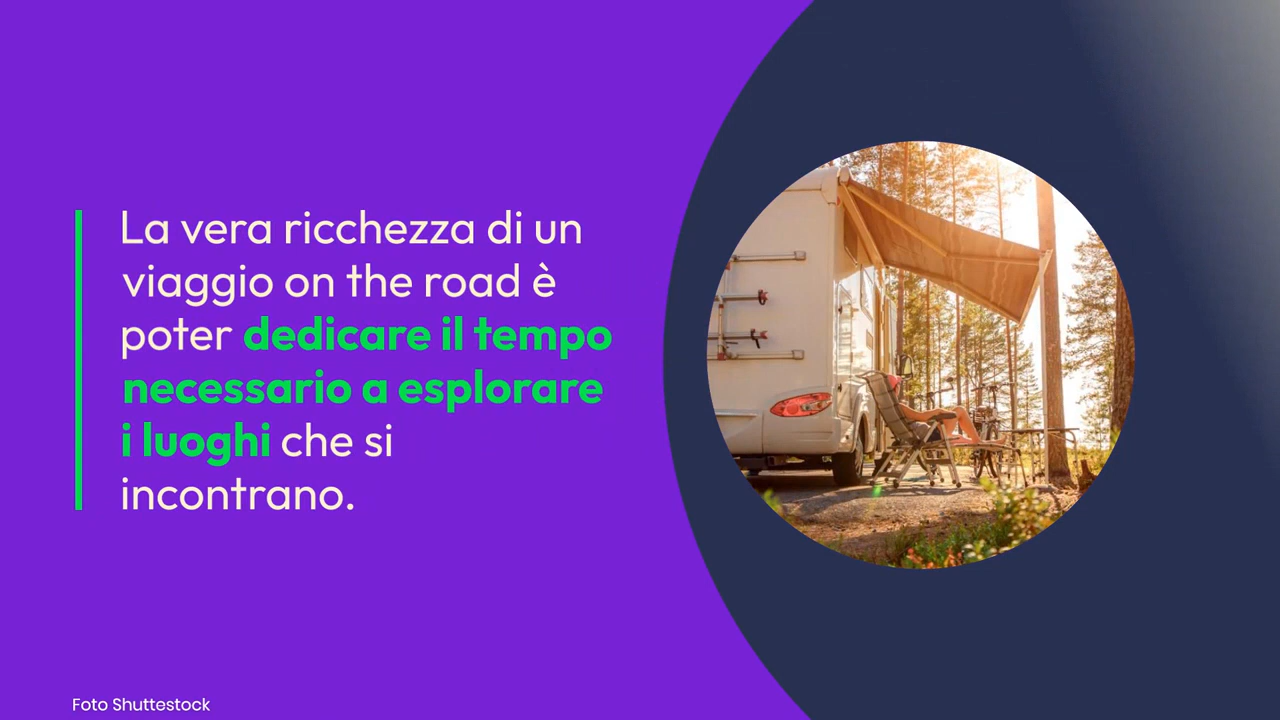 La vera ricchezza di un
viaggio on the road è
poter dedicare il tempo
necessario a esplorare
i luoghi che si
incontrano.
Foto Shuttestock